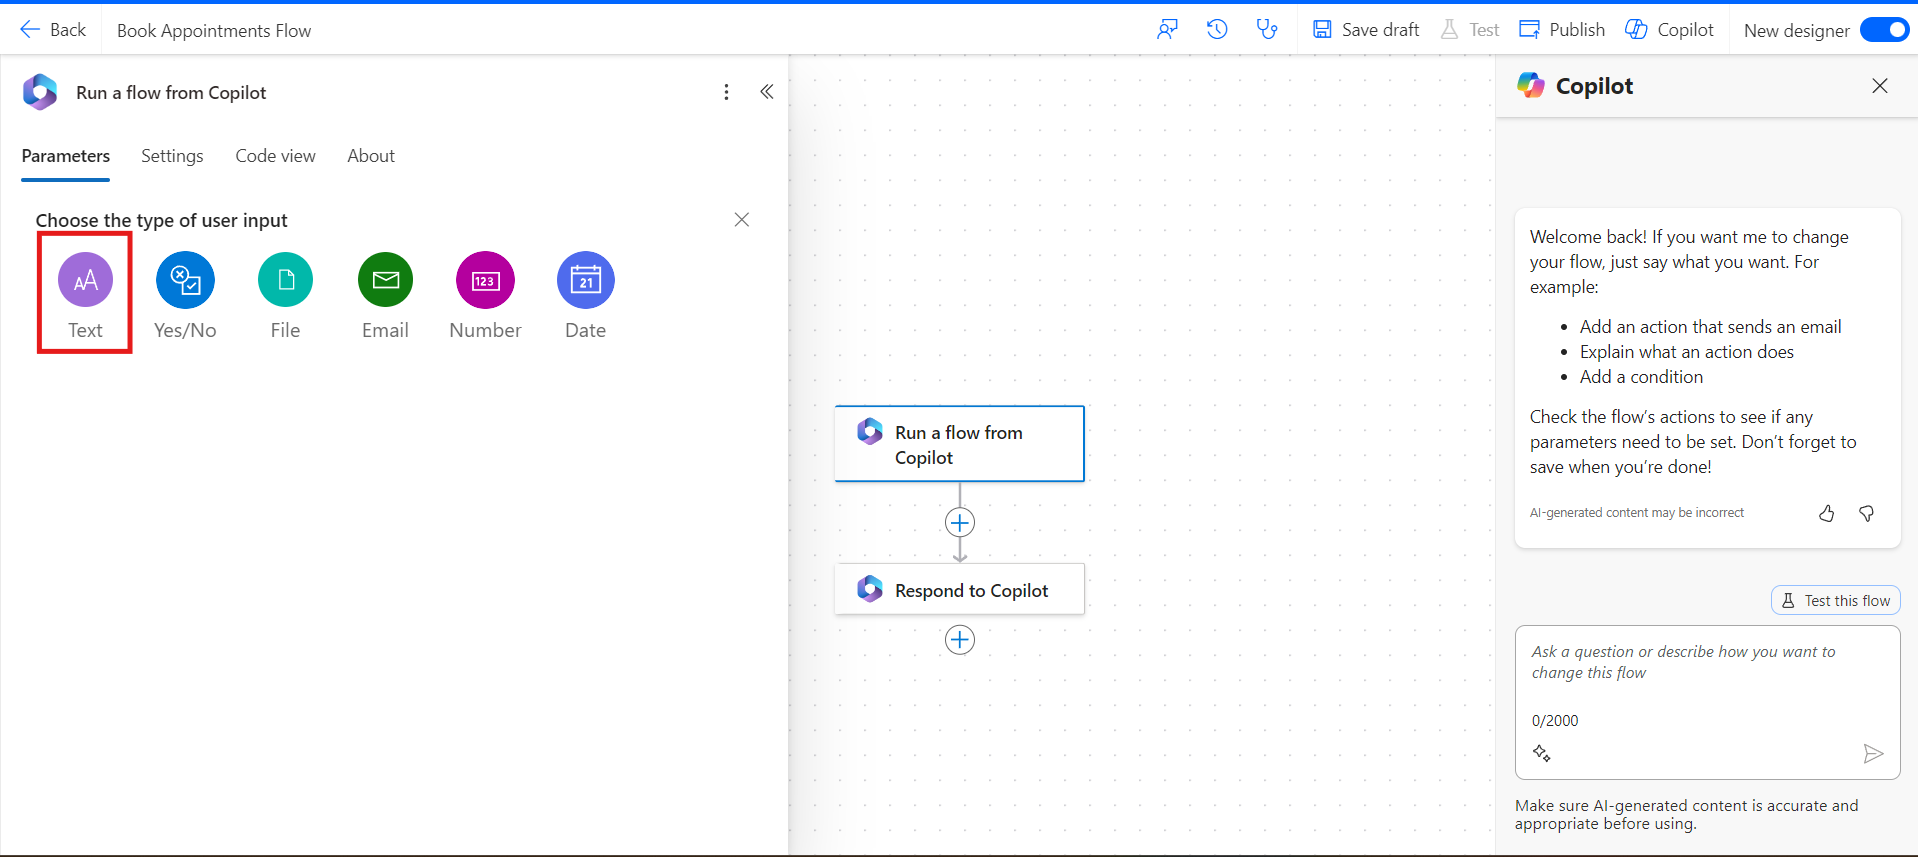 Back
Book Appointments Flow
Save draft
Test
Publish
Copilot
New designer
Run a flow from Copilot
Parameters
Settings
Code view
About
Choose the type of user input
AA
Text
Yes/No
File
Email
123
Number
21
Date
Run a flow from
Copilot
Respond to Copilot
Copilot
Welcome back! If you want me to change
your flow, just say what you want. For
example:
• Add an action that sends an email
• Explain what an action does
• Add a condition
Check the flow’s actions to see if any
parameters need to be set. Don’t forget to
save when you’re done!
AI-generated content may be incorrect
Test this flow
Ask a question or describe how you want to
change this flow
0/2000
Make sure AI-generated content is accurate and
appropriate before using.